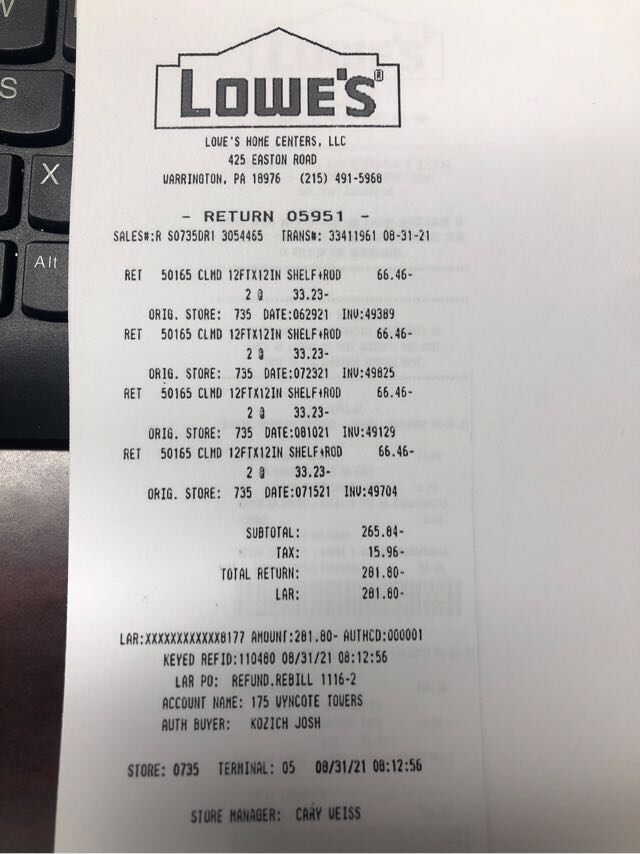 W
S
X
Alt
LOWE'S®
LOWE'S HOME CENTERS, LLC
425 EASTON ROAD
WARRINGTON, PA 18976 (215) 491-5968
- RETURN 05951 -
SALES#:R S0735DR1 3054465 TRANS#: 33411961 08-31-21
RET 50165 CLMD 12FTX12IN SHELF+ROD 66.46-
2 @ 33.23-
ORIG. STORE: 735 DATE:062921 INV:49389
RET 50165 CLMD 12FTX12IN SHELF+ROD 66.46-
2 @ 33.23-
ORIG. STORE: 735 DATE:072321 INV:49825
RET 50165 CLMD 12FTX12IN SHELF+ROD 66.46-
2 @ 33.23-
ORIG. STORE: 735 DATE:081021 INV:49129
RET 50165 CLMD 12FTX12IN SHELF+ROD 66.46-
2 @ 33.23-
ORIG. STORE: 735 DATE:071521 INV:49704
SUBTOTAL: 265.84-
TAX: 15.96-
TOTAL RETURN: 281.80-
LAR: 281.80-
LAR:XXXXXXXXXXXX8177 AMOUNT:281.80- AUTHCD:000001
KEYED REFID:110480 08/31/21 08:12:56
LAR PO: REFUND.REBILL 1116-2
ACCOUNT NAME: 175 WYNCOTE TOWERS
AUTH BUYER: KOZICH JOSH
STORE: 0735 TERMINAL: 05 08/31/21 08:12:56
STORE MANAGER: CARY WEISS